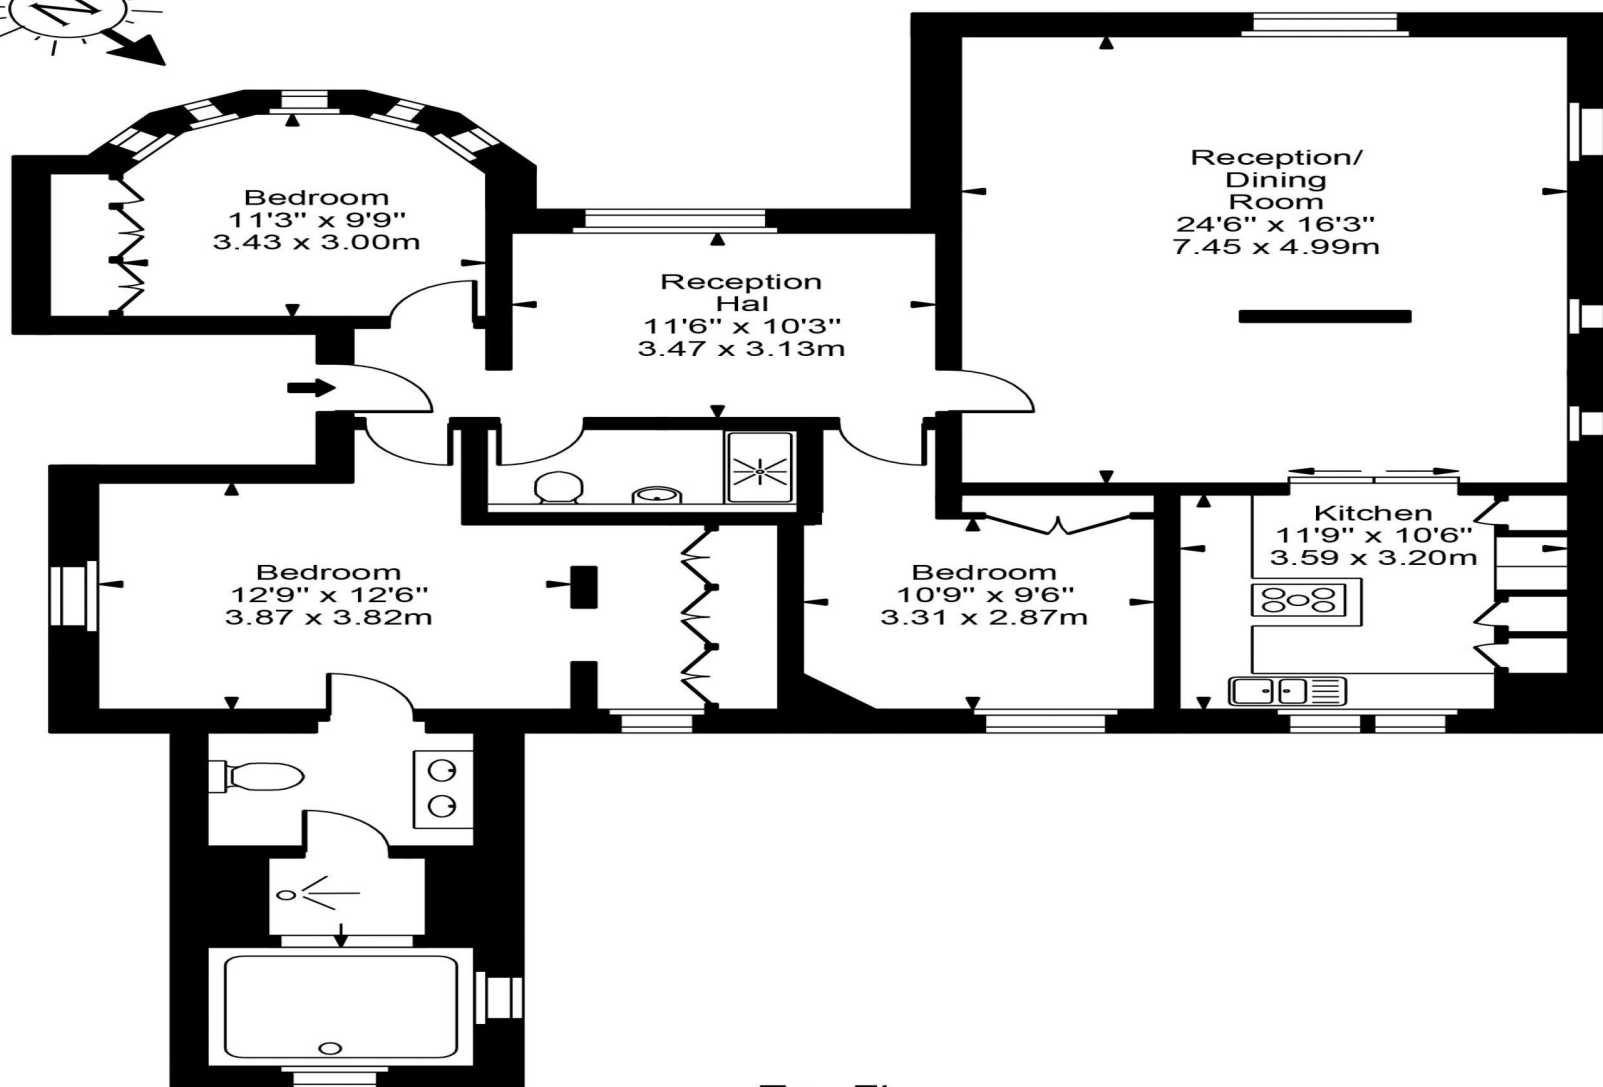 N
Bedroom
11'3" x 9'9"
3.43 x 3.00m
Reception
Hal
11'6" x 10'3"
3.47 x 3.13m
Reception/
Dining
Room
24'6" x 16'3"
7.45 x 4.99m
Bedroom
12'9" x 12'6"
3.87 x 3.82m
Bedroom
10'9" x 9'6"
3.31 x 2.87m
Kitchen
11'9" x 10'6"
3.59 x 3.20m